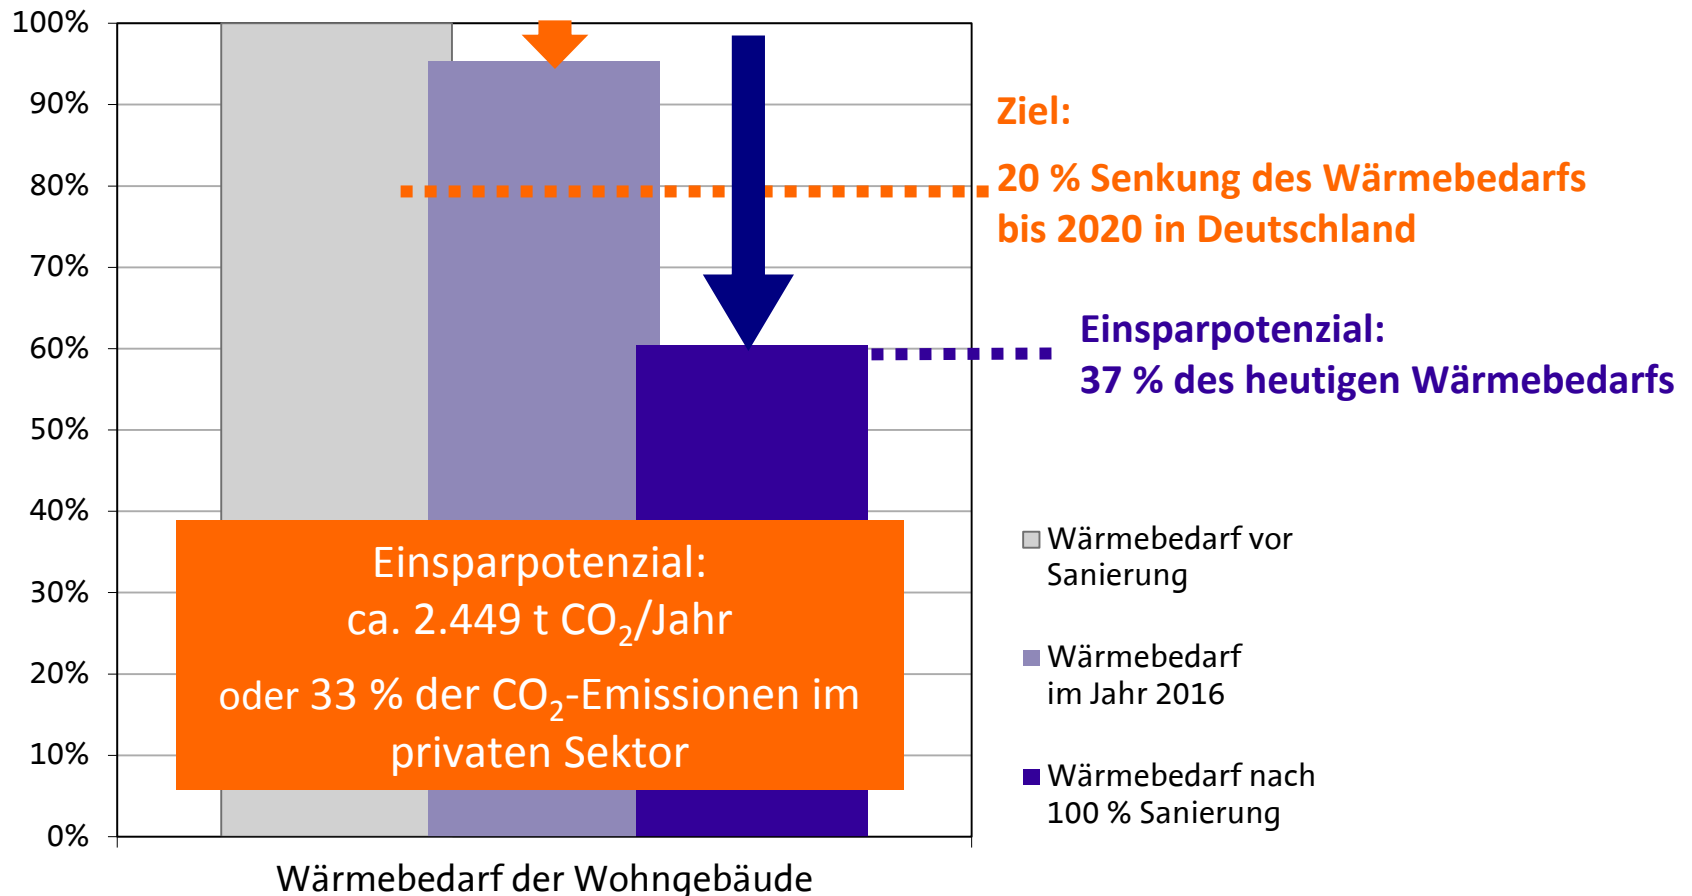 100%
90%
80%
70%
60%
50%
40%
30%
20%
10%
0%
Wärmebedarf der Wohngebäude
Einsparpotenzial:
ca. 2.449 t CO₂/Jahr
oder 33 % der CO₂-Emissionen im
privaten Sektor
Ziel:
20 % Senkung des Wärmebedarfs
bis 2020 in Deutschland
Einsparpotenzial:
37 % des heutigen Wärmebedarfs
Wärmebedarf vor
Sanierung
Wärmebedarf
im Jahr 2016
Wärmebedarf nach
100 % Sanierung